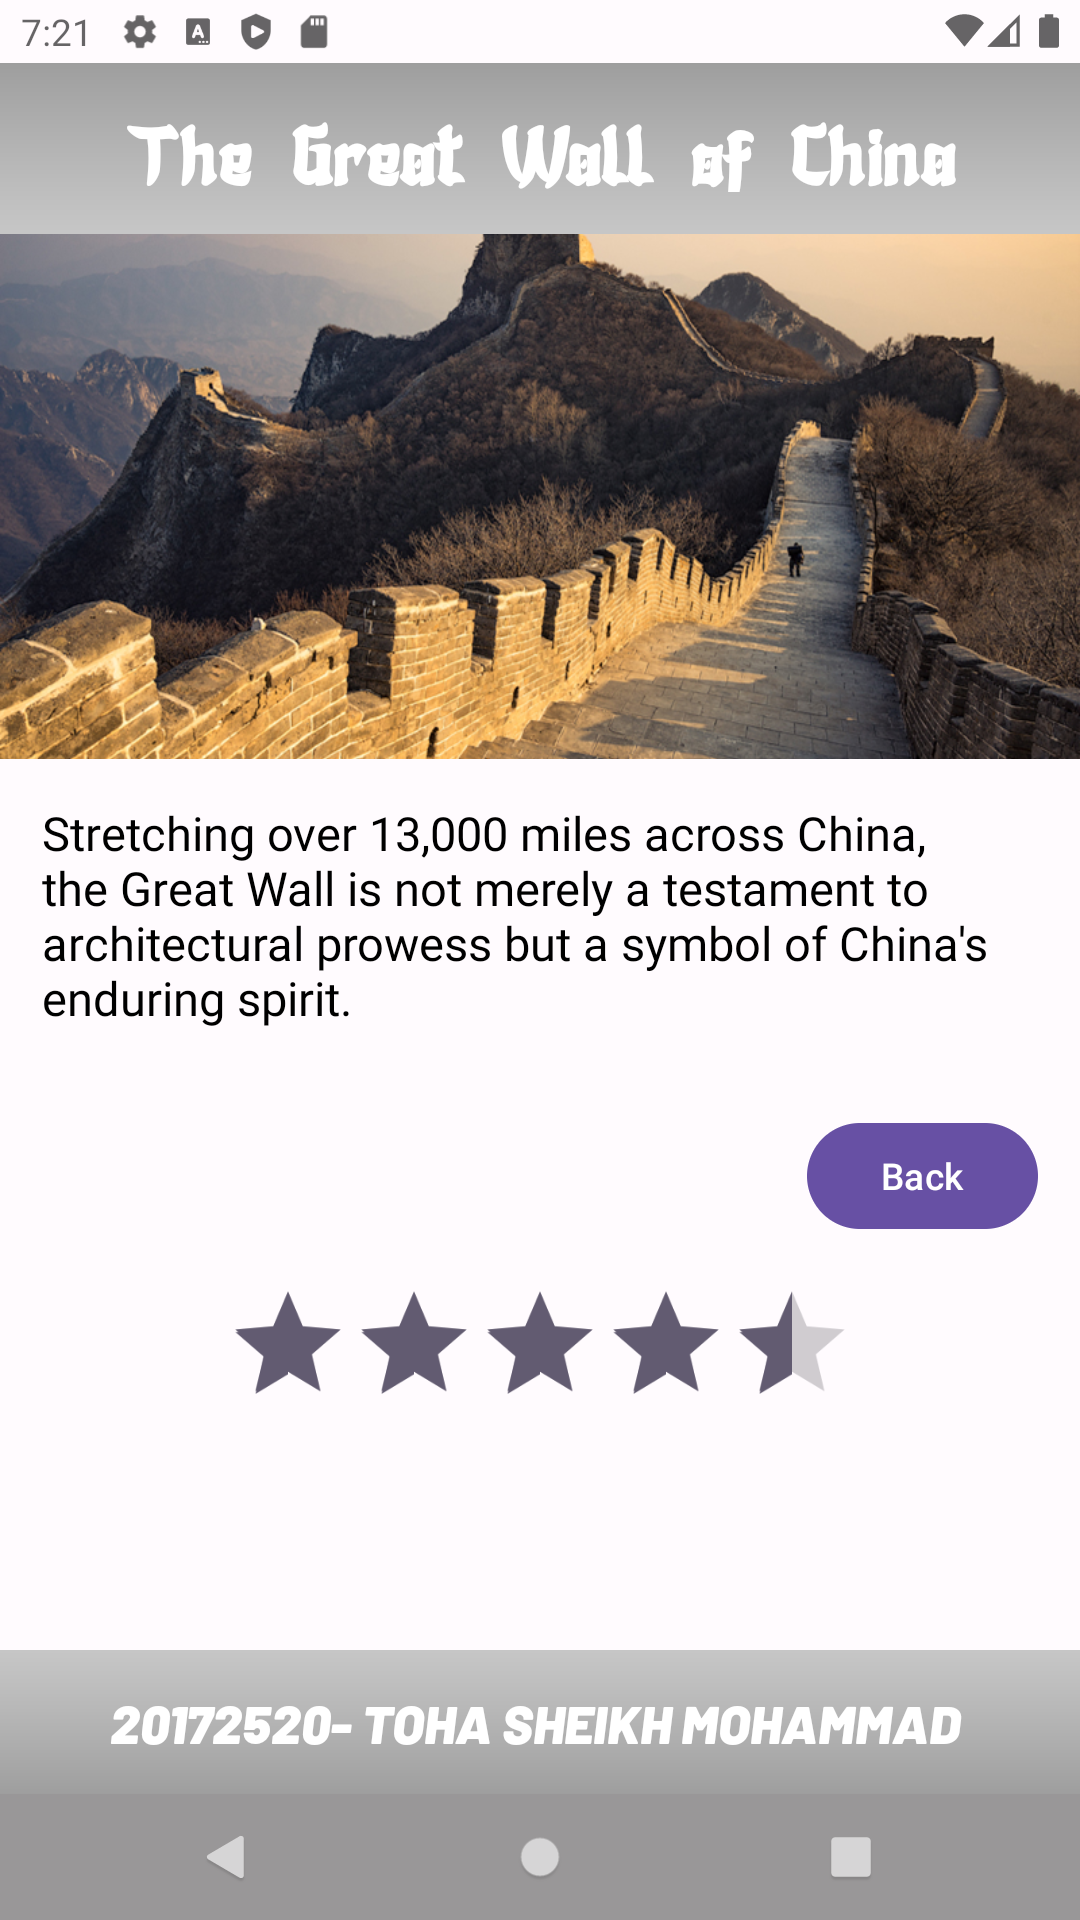 7:21
The Great Wall of China
Stretching over 13,000 miles across China,
the Great Wall is not merely a testament to
architectural prowess but a symbol of China's
enduring spirit.
Back
20172520- TOHA SHEIKH MOHAMMAD